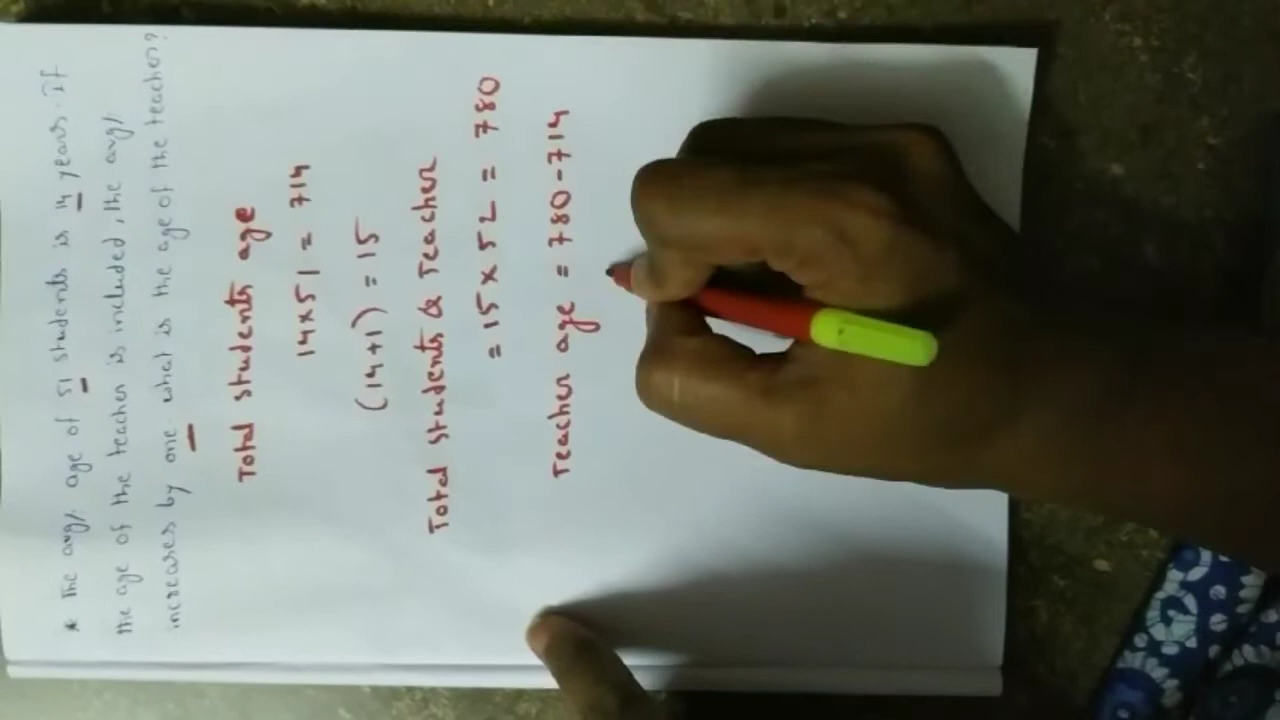 * The avg/. age of 51 students is 14 years. If
the age of the teacher is included, the avg/.
increases by one. what is the age of the teacher?
Total students age
14x51 = 714
(14+1) = 15
Total students & Teacher
= 15 x 52 = 780
Teacher age = 780-714